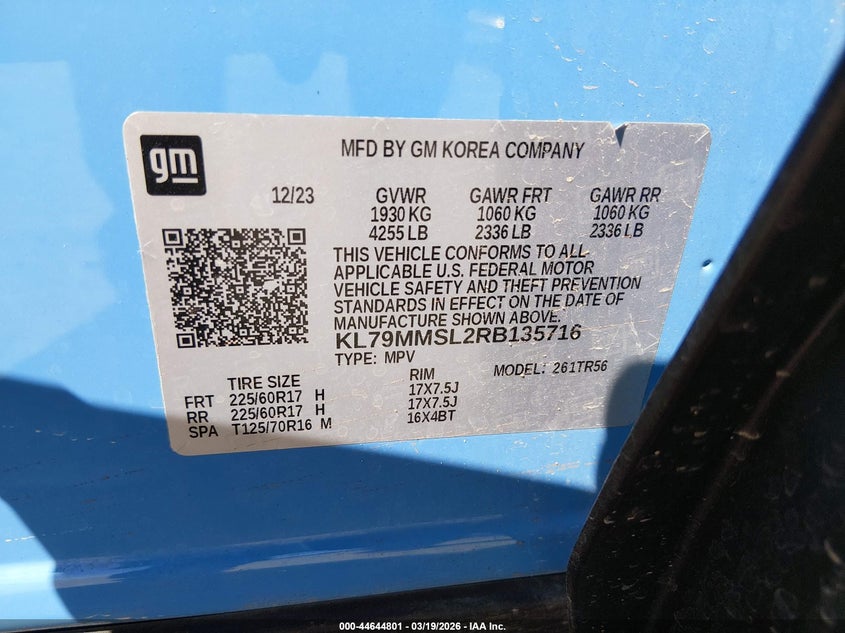 gm
MFD BY GM KOREA COMPANY
12/23 GVWR GAWR FRT GAWR RR
1930 KG 1060 KG 1060 KG
4255 LB 2336 LB 2336 LB
THIS VEHICLE CONFORMS TO ALL
APPLICABLE U.S. FEDERAL MOTOR
VEHICLE SAFETY AND THEFT PREVENTION
STANDARDS IN EFFECT ON THE DATE OF
MANUFACTURE SHOWN ABOVE.
KL79MMSL2RB135716
TYPE: MPV MODEL: 261TR56
TIRE SIZE RIM
FRT 225/60R17 H 17X7.5J
RR 225/60R17 H 17X7.5J
SPA T125/70R16 M 16X4BT
000-44644801 — 03/19/2026 — IAA Inc.